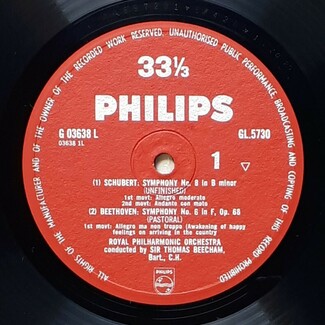 ALL RIGHTS OF THE MANUFACTURER AND OF THE OWNER OF THE RECORDED WORK RESERVED. UNAUTHORISED PUBLIC PERFORMANCE, BROADCASTING AND COPYING OF THIS RECORD PROHIBITED.
33⅓
PHILIPS
G 03638 L GL.5730
03638 1L
1
(1) SCHUBERT: SYMPHONY No. 8 in B minor
(UNFINISHED)
1st movt: Allegro moderato
2nd movt: Andante con moto
(2) BEETHOVEN: SYMPHONY No. 6 in F, Op. 68
(PASTORAL)
1st movt: Allegro ma non troppo (Awakening of happy
feelings on arriving in the country
ROYAL PHILHARMONIC ORCHESTRA
conducted by SIR THOMAS BEECHAM,
Bart., C.H.
PHILIPS